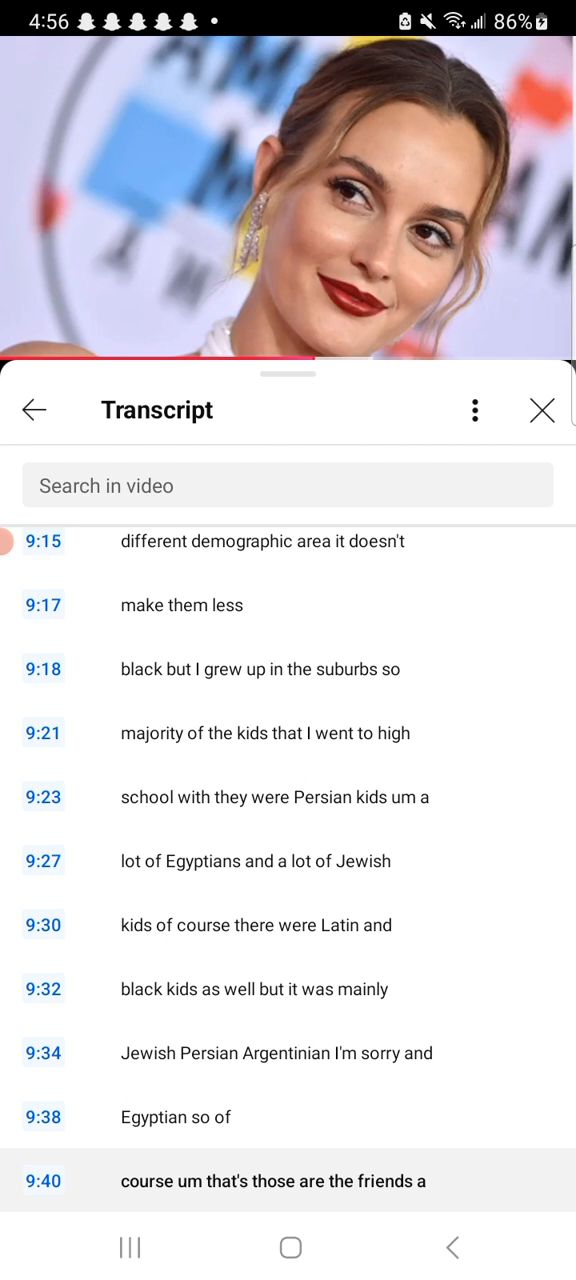 4:56
86%
AM
M
AN
A M
Transcript
Search in video
9:15 different demographic area it doesn't
9:17 make them less
9:18 black but I grew up in the suburbs so
9:21 majority of the kids that I went to high
9:23 school with they were Persian kids um a
9:27 lot of Egyptians and a lot of Jewish
9:30 kids of course there were Latin and
9:32 black kids as well but it was mainly
9:34 Jewish Persian Argentinian I'm sorry and
9:38 Egyptian so of
9:40 course um that's those are the friends a